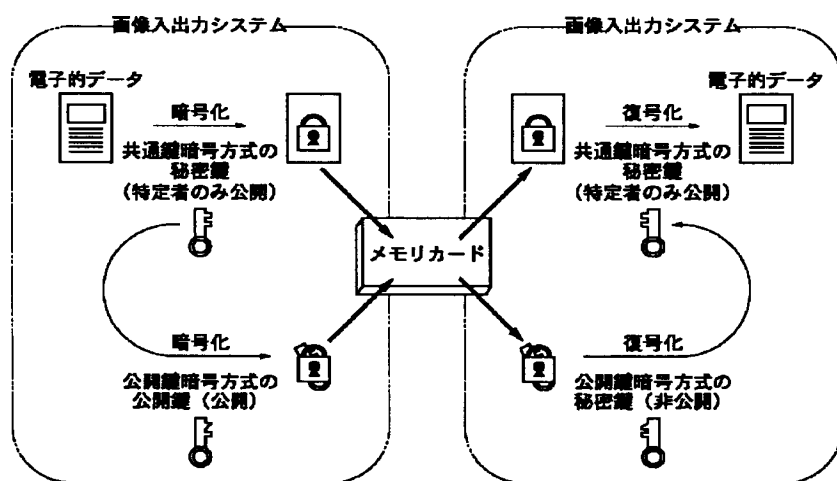 画像入出力システム
電子的データ
暗号化
共通鍵暗号方式の
秘密鍵
(特定者のみ公開)
暗号化
公開鍵暗号方式の
公開鍵(公開)
メモリカード
画像入出力システム
電子的データ
復号化
共通鍵暗号方式の
秘密鍵
(特定者のみ公開)
復号化
公開鍵暗号方式の
秘密鍵(非公開)